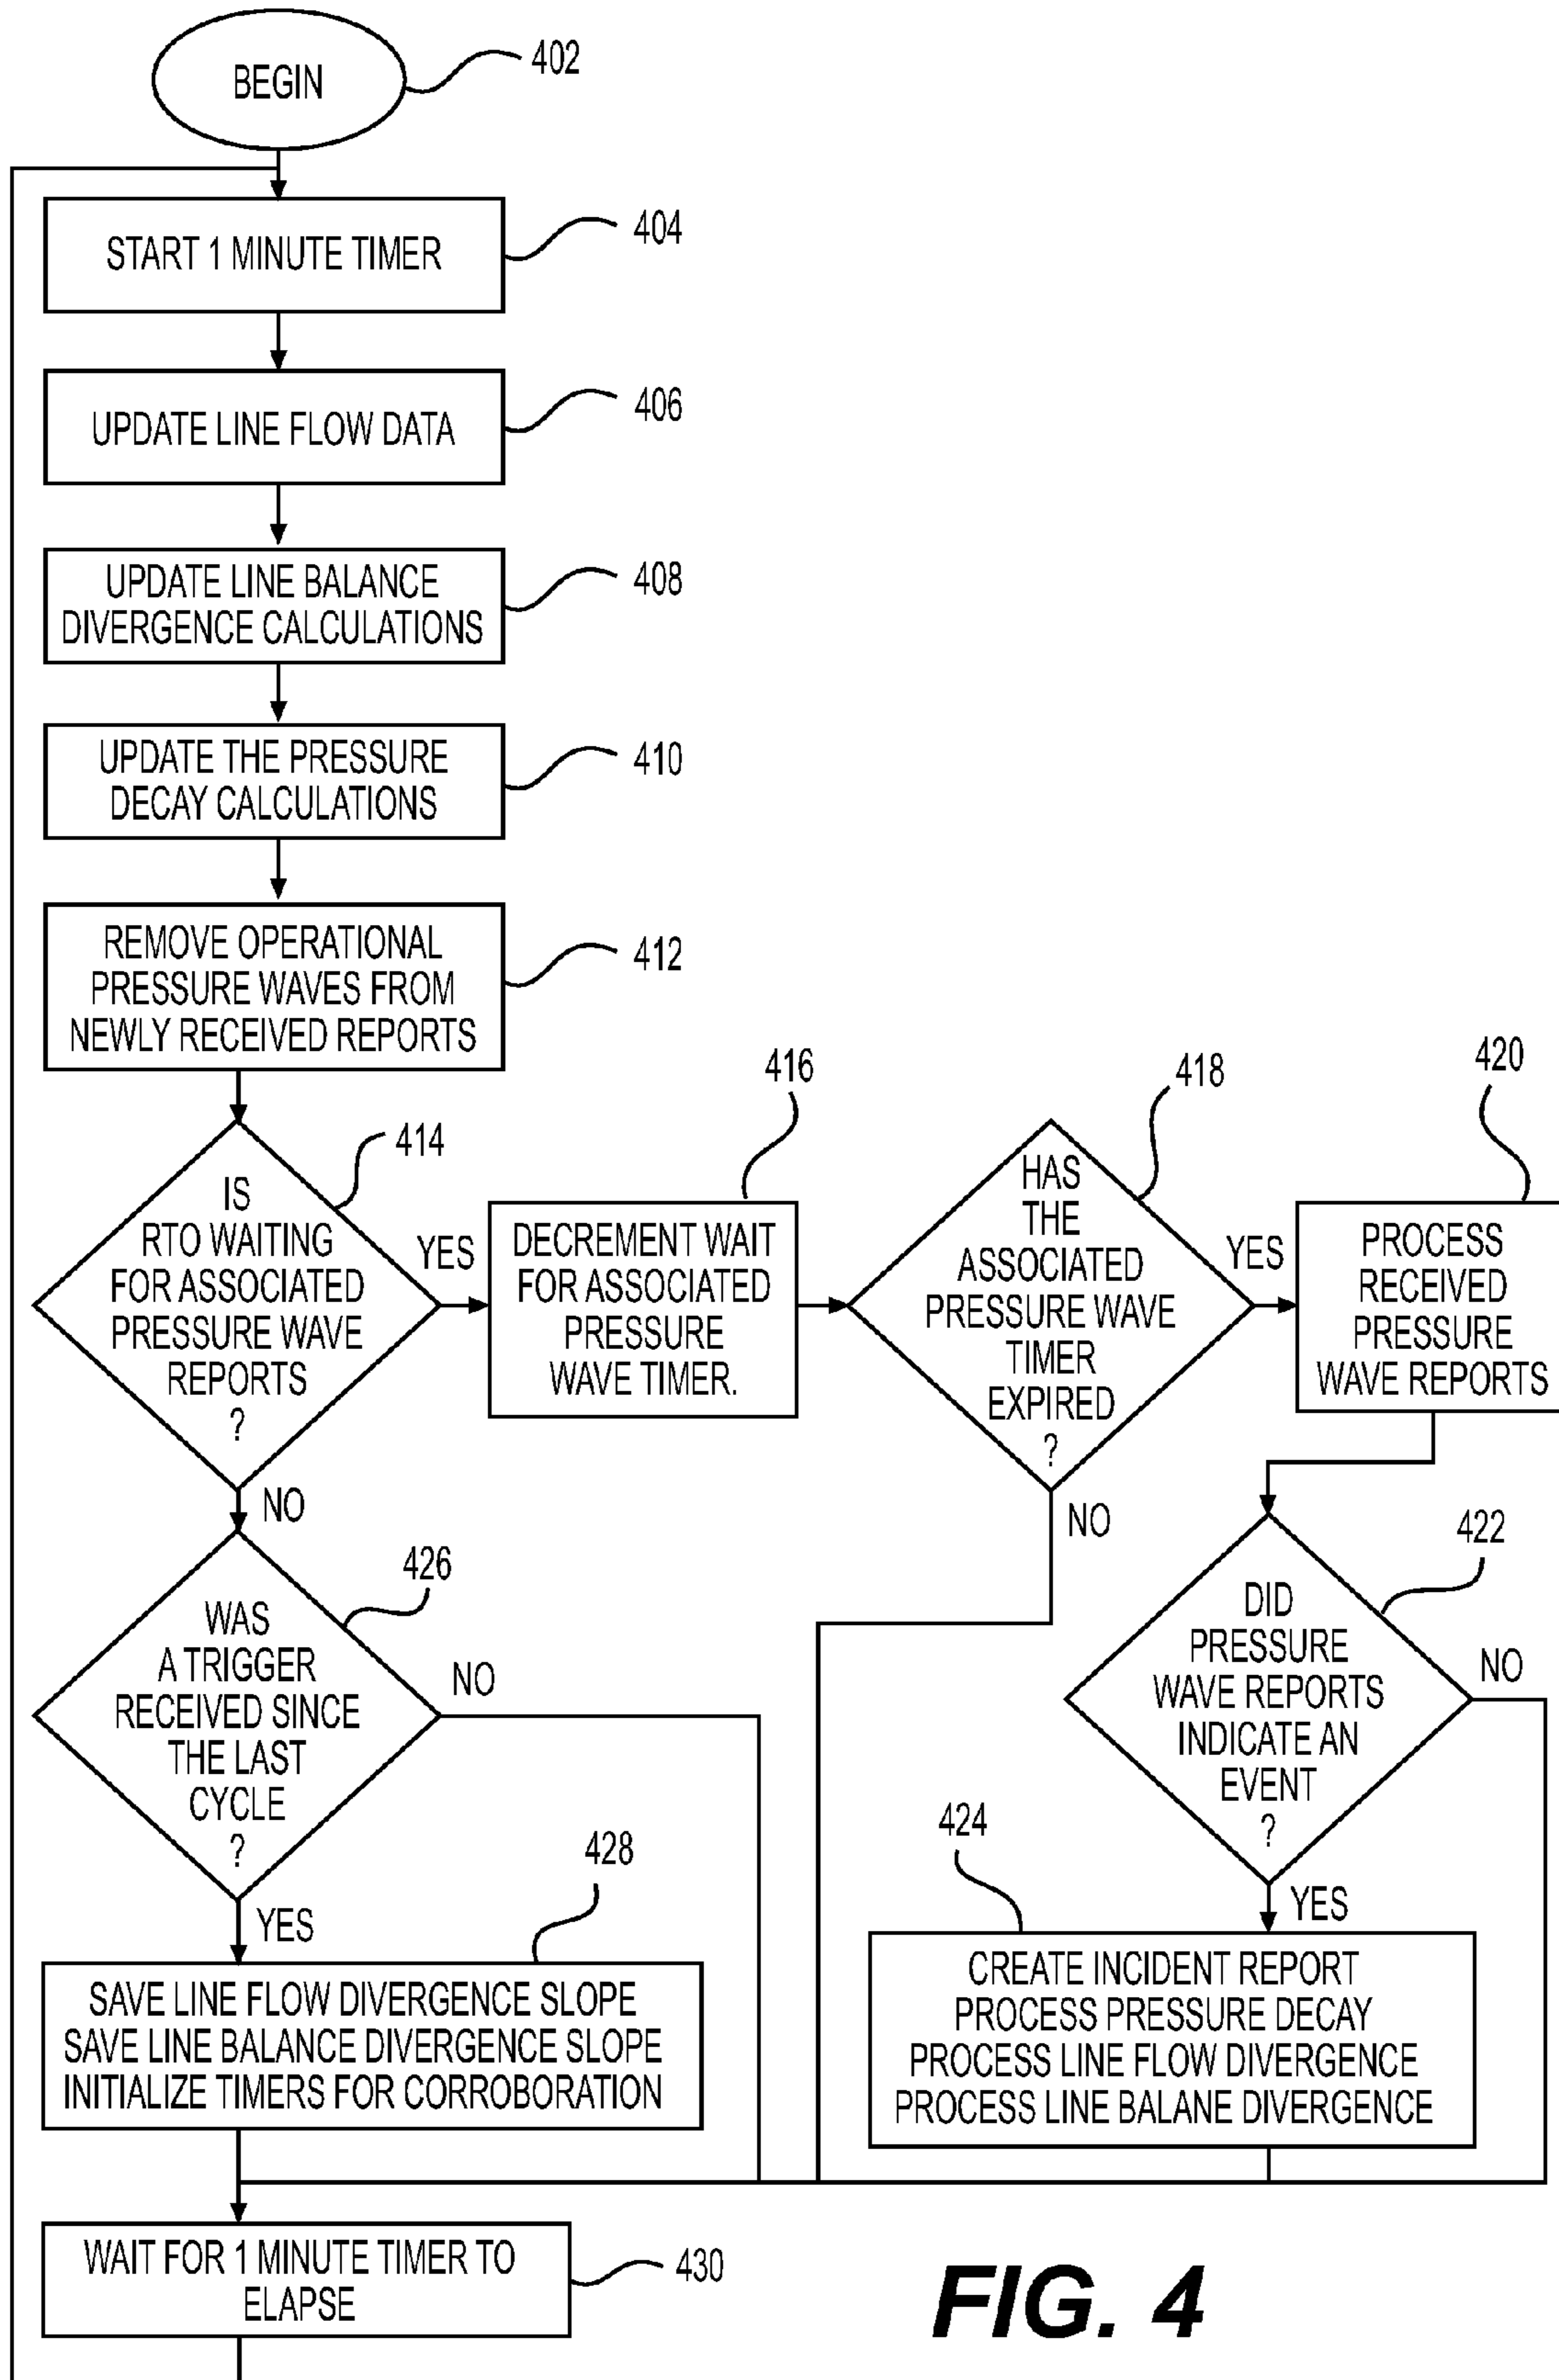 BEGIN
402
START 1 MINUTE TIMER
404
UPDATE LINE FLOW DATA
406
UPDATE LINE BALANCE
DIVERGENCE CALCULATIONS
408
UPDATE THE PRESSURE
DECAY CALCULATIONS
410
REMOVE OPERATIONAL
PRESSURE WAVES FROM
NEWLY RECEIVED REPORTS
412
414
IS
RTO WAITING
FOR ASSOCIATED
PRESSURE WAVE
REPORTS
?
YES
NO
416
DECREMENT WAIT
FOR ASSOCIATED
PRESSURE
WAVE TIMER.
418
HAS
THE
ASSOCIATED
PRESSURE WAVE
TIMER
EXPIRED
?
YES
NO
420
PROCESS
RECEIVED
PRESSURE
WAVE REPORTS
422
DID
PRESSURE
WAVE REPORTS
INDICATE AN
EVENT
?
NO
YES
424
CREATE INCIDENT REPORT
PROCESS PRESSURE DECAY
PROCESS LINE FLOW DIVERGENCE
PROCESS LINE BALANE DIVERGENCE
426
WAS
A TRIGGER
RECEIVED SINCE
THE LAST
CYCLE
?
NO
YES
428
SAVE LINE FLOW DIVERGENCE SLOPE
SAVE LINE BALANCE DIVERGENCE SLOPE
INITIALIZE TIMERS FOR CORROBORATION
WAIT FOR 1 MINUTE TIMER TO
ELAPSE
430
FIG. 4